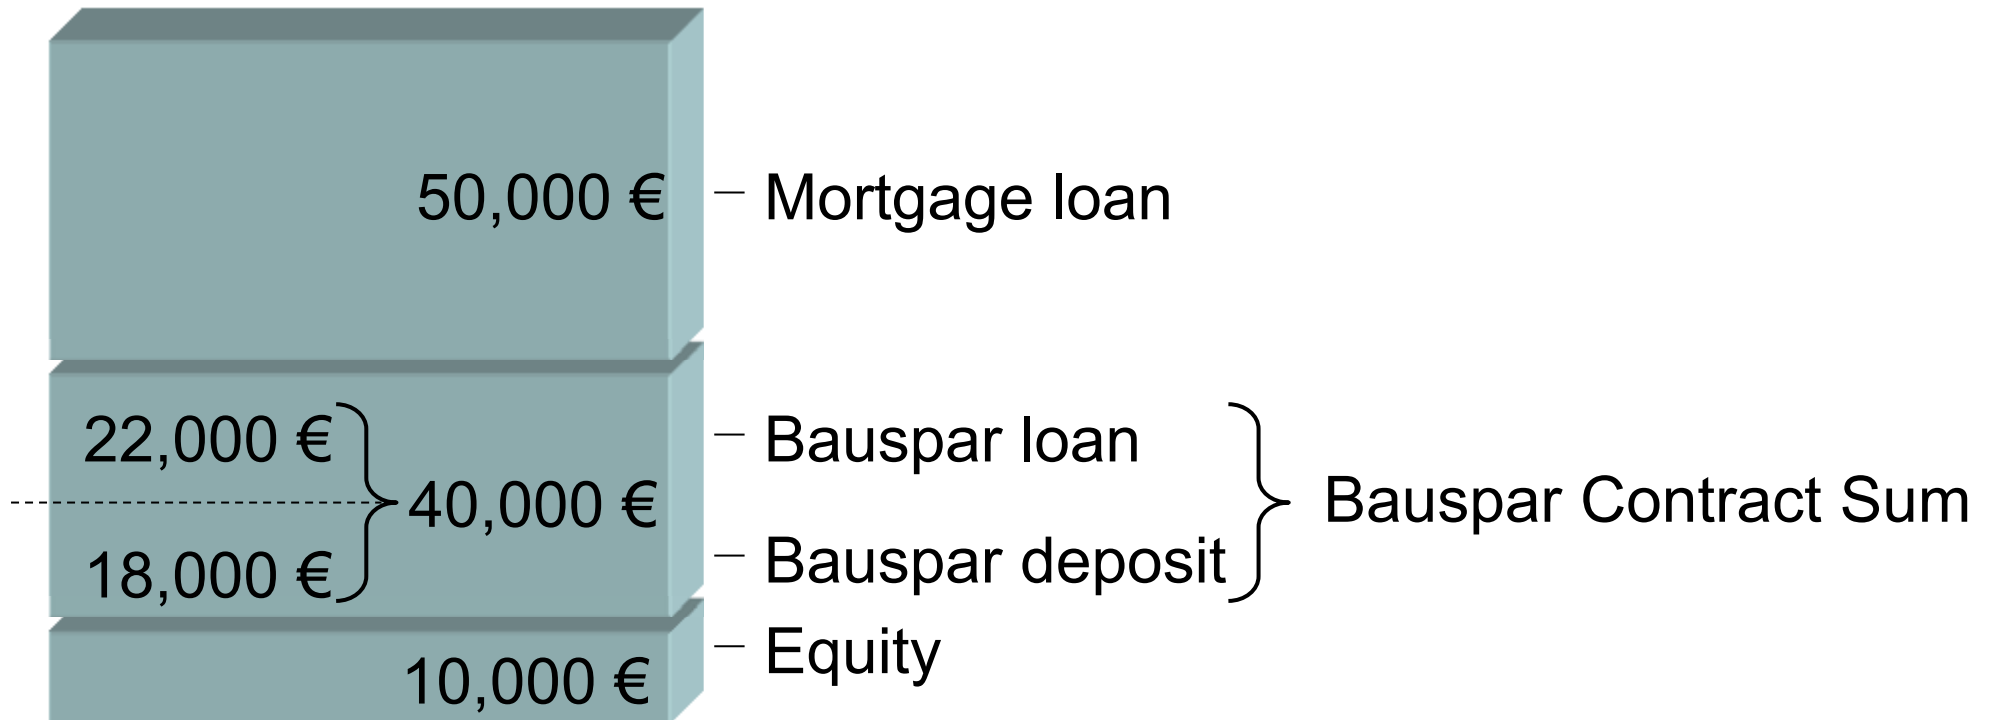 50,000 € – Mortgage loan
22,000 € – Bauspar loan
40,000 € Bauspar Contract Sum
18,000 € – Bauspar deposit
– Equity
10,000 €